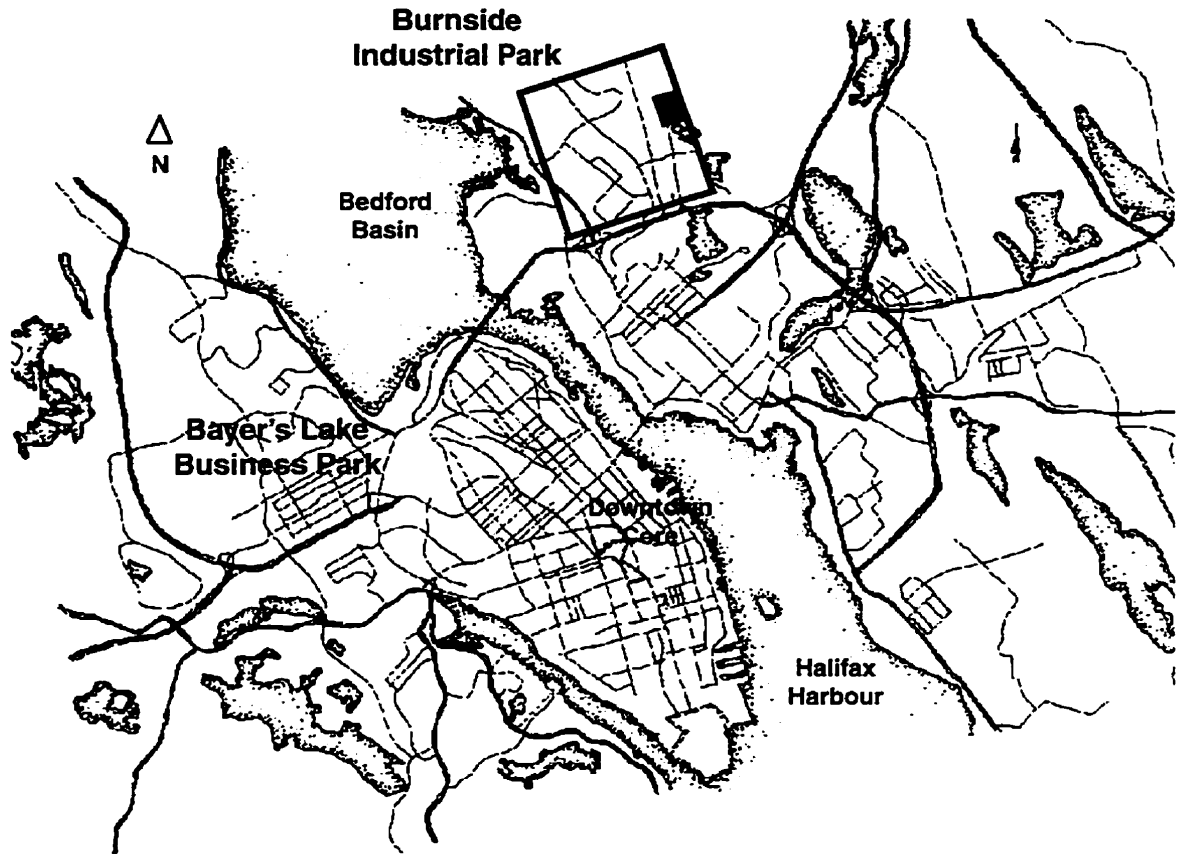 Burnside
Industrial Park
N
Bedford
Basin
Bayer's Lake
Business Park
Downtown
Core
Halifax
Harbour